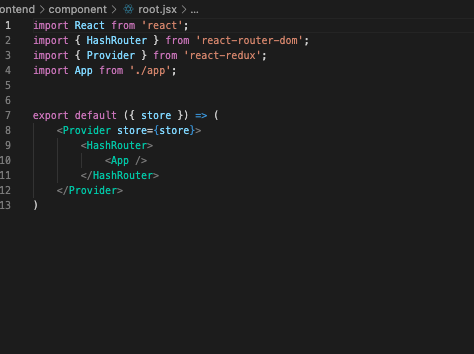 ontend > component > root.jsx > ...
1 import React from 'react';
2 import { HashRouter } from 'react-router-dom';
3 import { Provider } from 'react-redux';
4 import App from './app';
5
6
7 export default ({ store }) => (
8     <Provider store={store}>
9         <HashRouter>
10             <App />
11         </HashRouter>
12     </Provider>
13 )